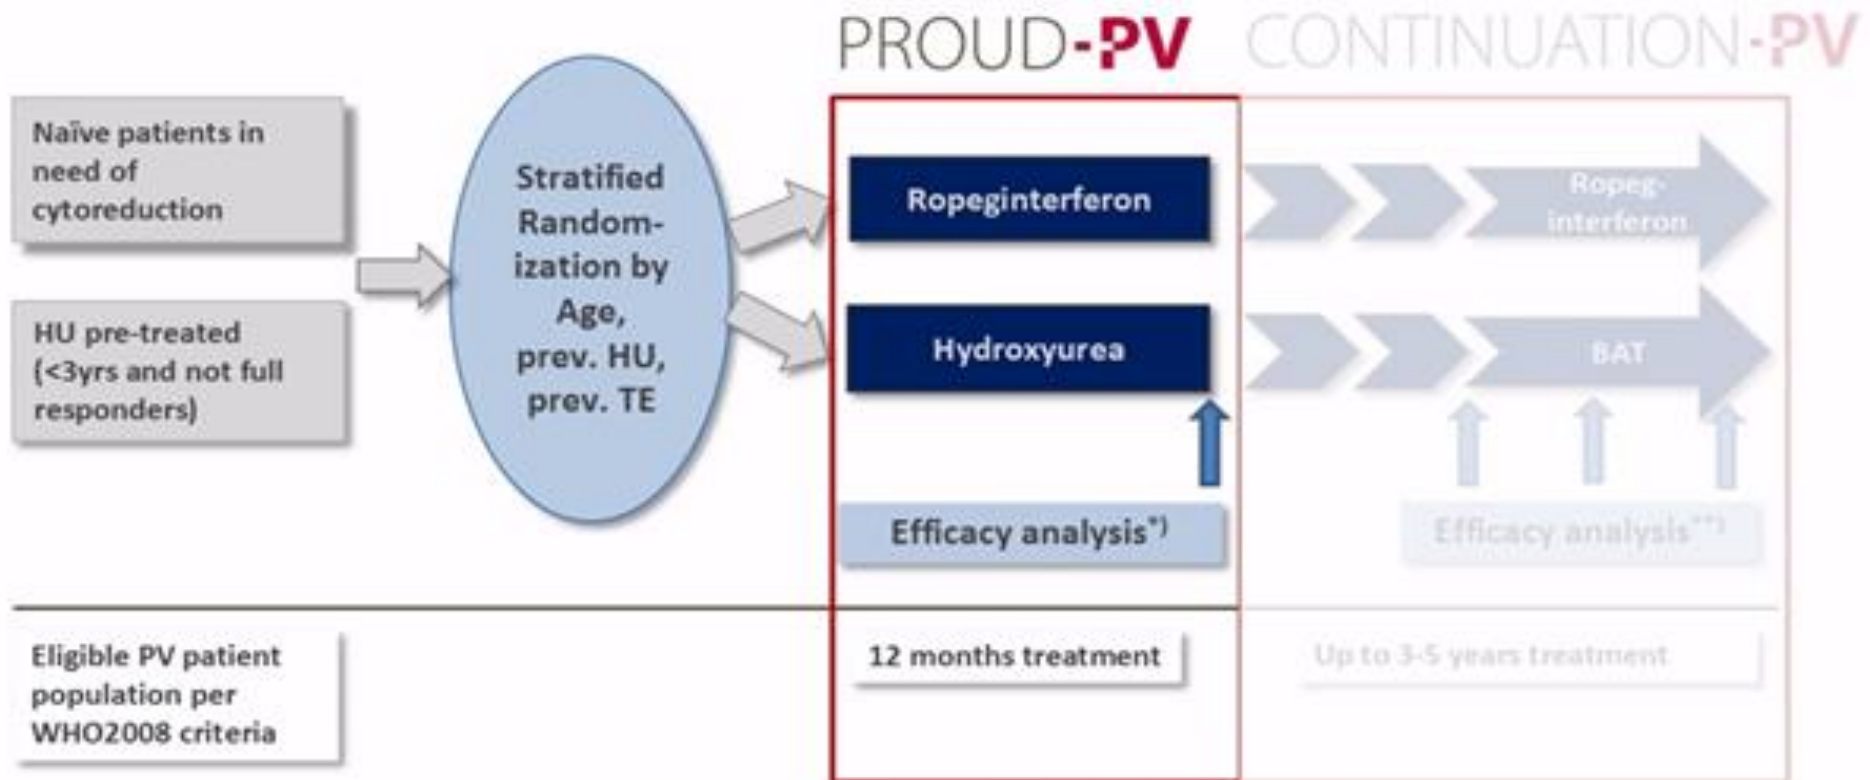 PROUD-PV
CONTINUATION-PV
Naïve patients in
need of
cytoreduction
HU pre-treated
(<3yrs and not full
responders)
Stratified
Random-
ization by
Age,
prev. HU,
prev. TE
Ropeginterferon
Hydroxyurea
Ropeg-
interferon
BAT
Efficacy analysis*)
Efficacy analysis**)
Eligible PV patient
population per
WHO2008 criteria
12 months treatment
Up to 3-5 years treatment